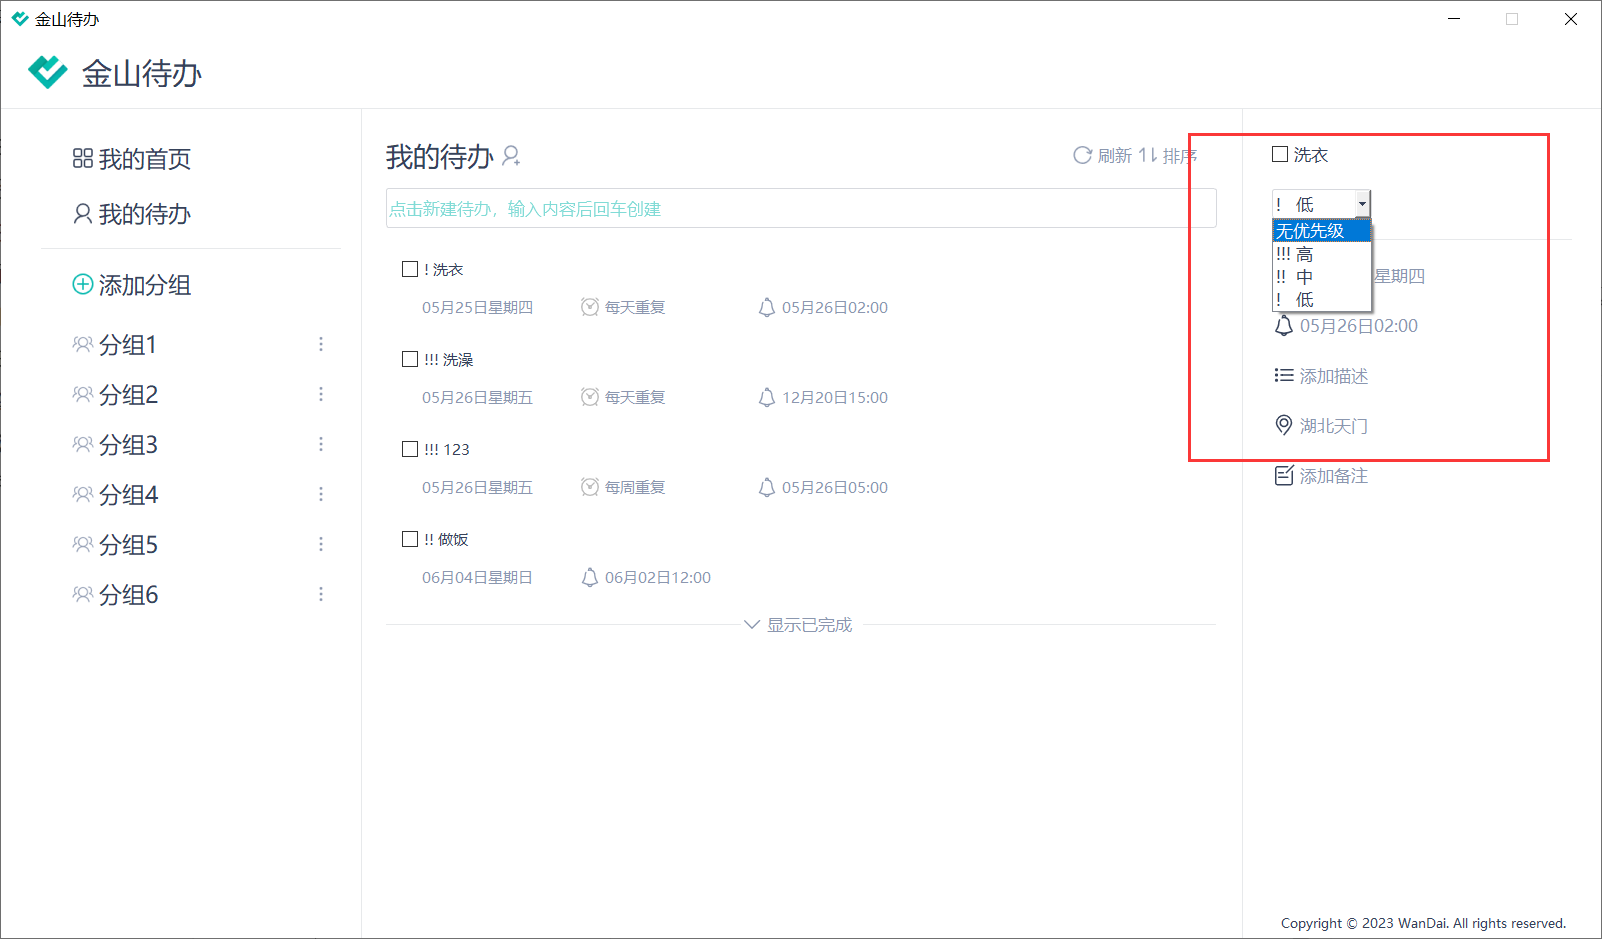 金山待办
金山待办
我的首页
我的待办
添加分组
分组1
分组2
分组3
分组4
分组5
分组6
我的待办
刷新 排序
点击新建待办，输入内容后回车创建
! 洗衣
05月25日星期四 每天重复 05月26日02:00
!!! 洗澡
05月26日星期五 每天重复 12月20日15:00
!!! 123
05月26日星期五 每周重复 05月26日05:00
!! 做饭
06月04日星期日 06月02日12:00
显示已完成
洗衣
! 低
无优先级
!!! 高
!! 中
! 低
星期四
05月26日02:00
添加描述
湖北天门
添加备注
Copyright © 2023 WanDai. All rights reserved.